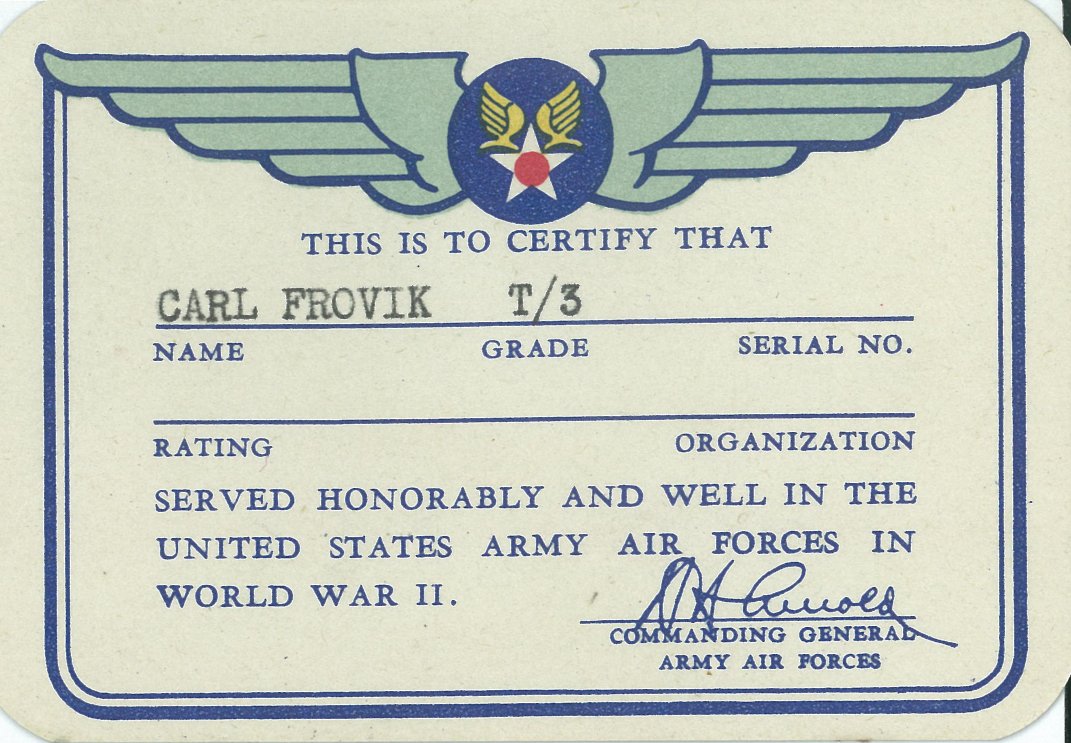 THIS IS TO CERTIFY THAT
CARL FROVIK T/3
NAME GRADE SERIAL NO.
RATING ORGANIZATION
SERVED HONORABLY AND WELL IN THE
UNITED STATES ARMY AIR FORCES IN
WORLD WAR II.
H Arnold
COMMANDING GENERAL
ARMY AIR FORCES